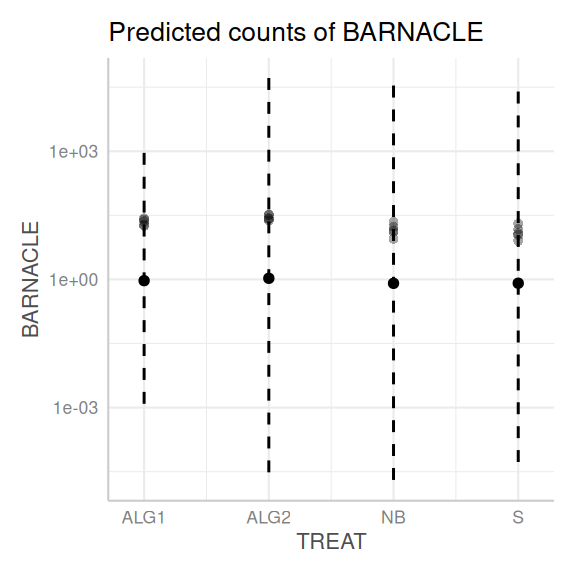 Predicted counts of BARNACLE
BARNACLE
1e+03
1e+00
1e-03
ALG1 ALG2 NB S
TREAT